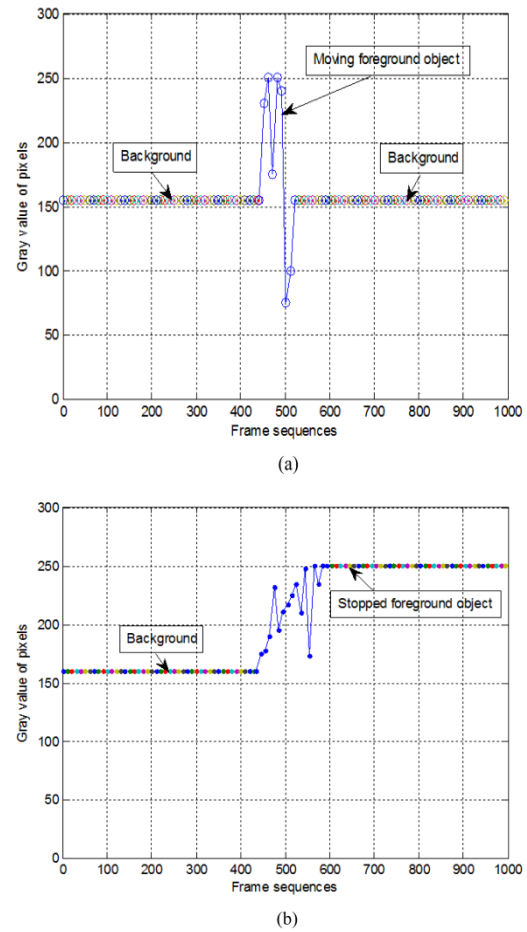 300
250
200
150
100
50
0
Gray value of pixels
Moving foreground object
Background
Background
0 100 200 300 400 500 600 700 800 900 1000
Frame sequences
(a)
300
250
200
150
100
50
0
Gray value of pixels
Stopped foreground object
Background
0 100 200 300 400 500 600 700 800 900 1000
Frame sequences
(b)